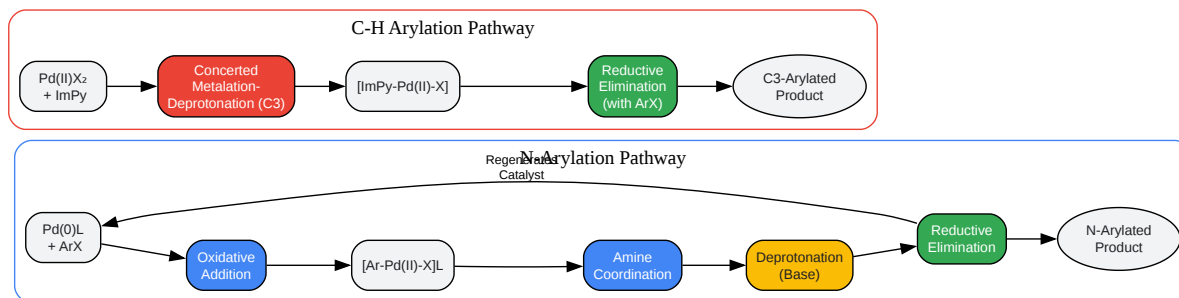 C-H Arylation Pathway
Pd(II)X₂
+ ImPy
Concerted
Metalation-
Deprotonation (C3)
[ImPy-Pd(II)-X]
Reductive
Elimination
(with ArX)
C3-Arylated
Product
N-Arylation Pathway
Regenerates
Catalyst
Pd(0)L
+ ArX
Oxidative
Addition
[Ar-Pd(II)-X]L
Amine
Coordination
Deprotonation
(Base)
Reductive
Elimination
N-Arylated
Product